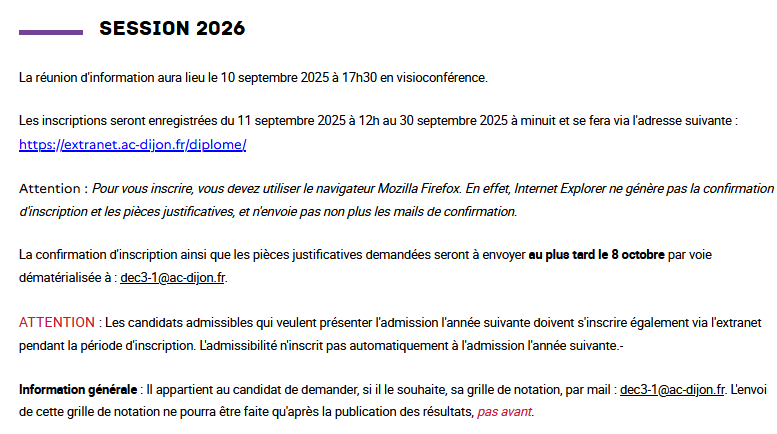 SESSION 2026
La réunion d'information aura lieu le 10 septembre 2025 à 17h30 en visioconférence.
Les inscriptions seront enregistrées du 11 septembre 2025 à 12h au 30 septembre 2025 à minuit et se fera via l'adresse suivante :
https://extranet.ac-dijon.fr/diplome/
Attention : Pour vous inscrire, vous devez utiliser le navigateur Mozilla Firefox. En effet, Internet Explorer ne génère pas la confirmation
d'inscription et les pièces justificatives, et n'envoie pas non plus les mails de confirmation.
La confirmation d'inscription ainsi que les pièces justificatives demandées seront à envoyer au plus tard le 8 octobre par voie
dématérialisée à : dec3-1@ac-dijon.fr.
ATTENTION : Les candidats admissibles qui veulent présenter l'admission l'année suivante doivent s'inscrire également via l'extranet
pendant la période d'inscription. L'admissibilité n'inscrit pas automatiquement à l'admission l'année suivante.-
Information générale : Il appartient au candidat de demander, si il le souhaite, sa grille de notation, par mail : dec3-1@ac-dijon.fr. L'envoi
de cette grille de notation ne pourra être faite qu'après la publication des résultats, pas avant.